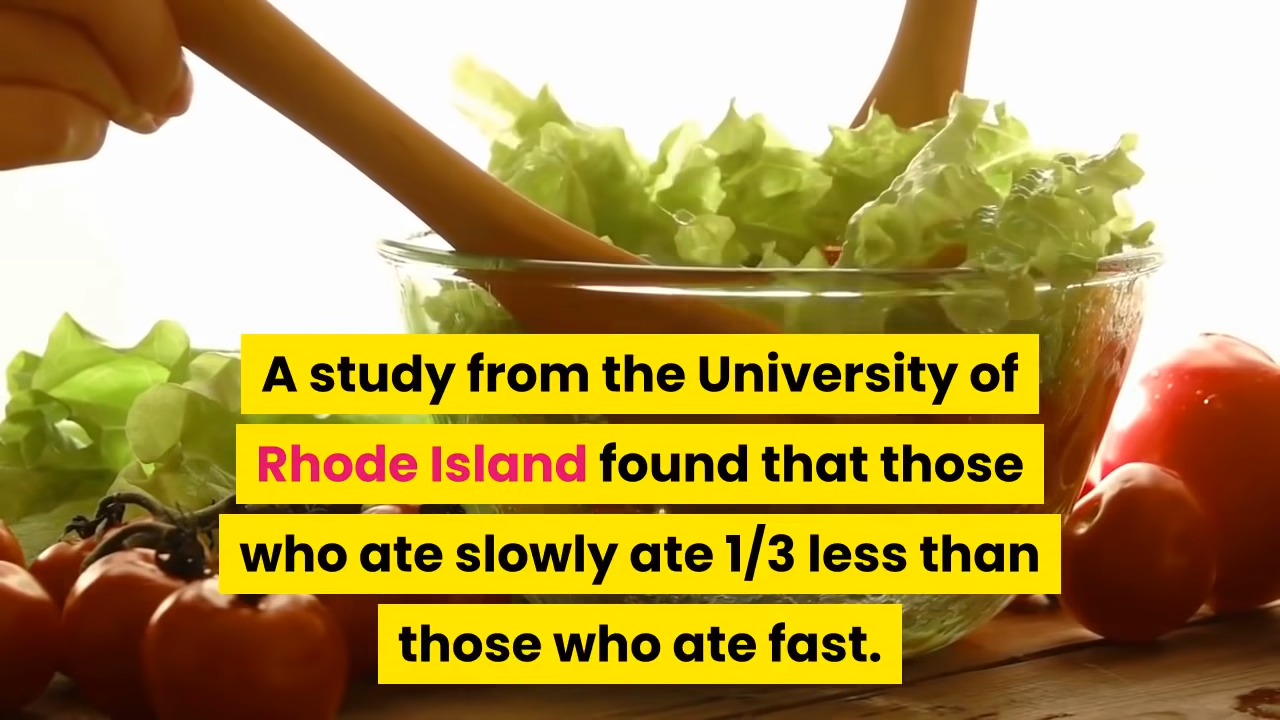 A study from the University of
Rhode Island found that those
who ate slowly ate 1/3 less than
those who ate fast.